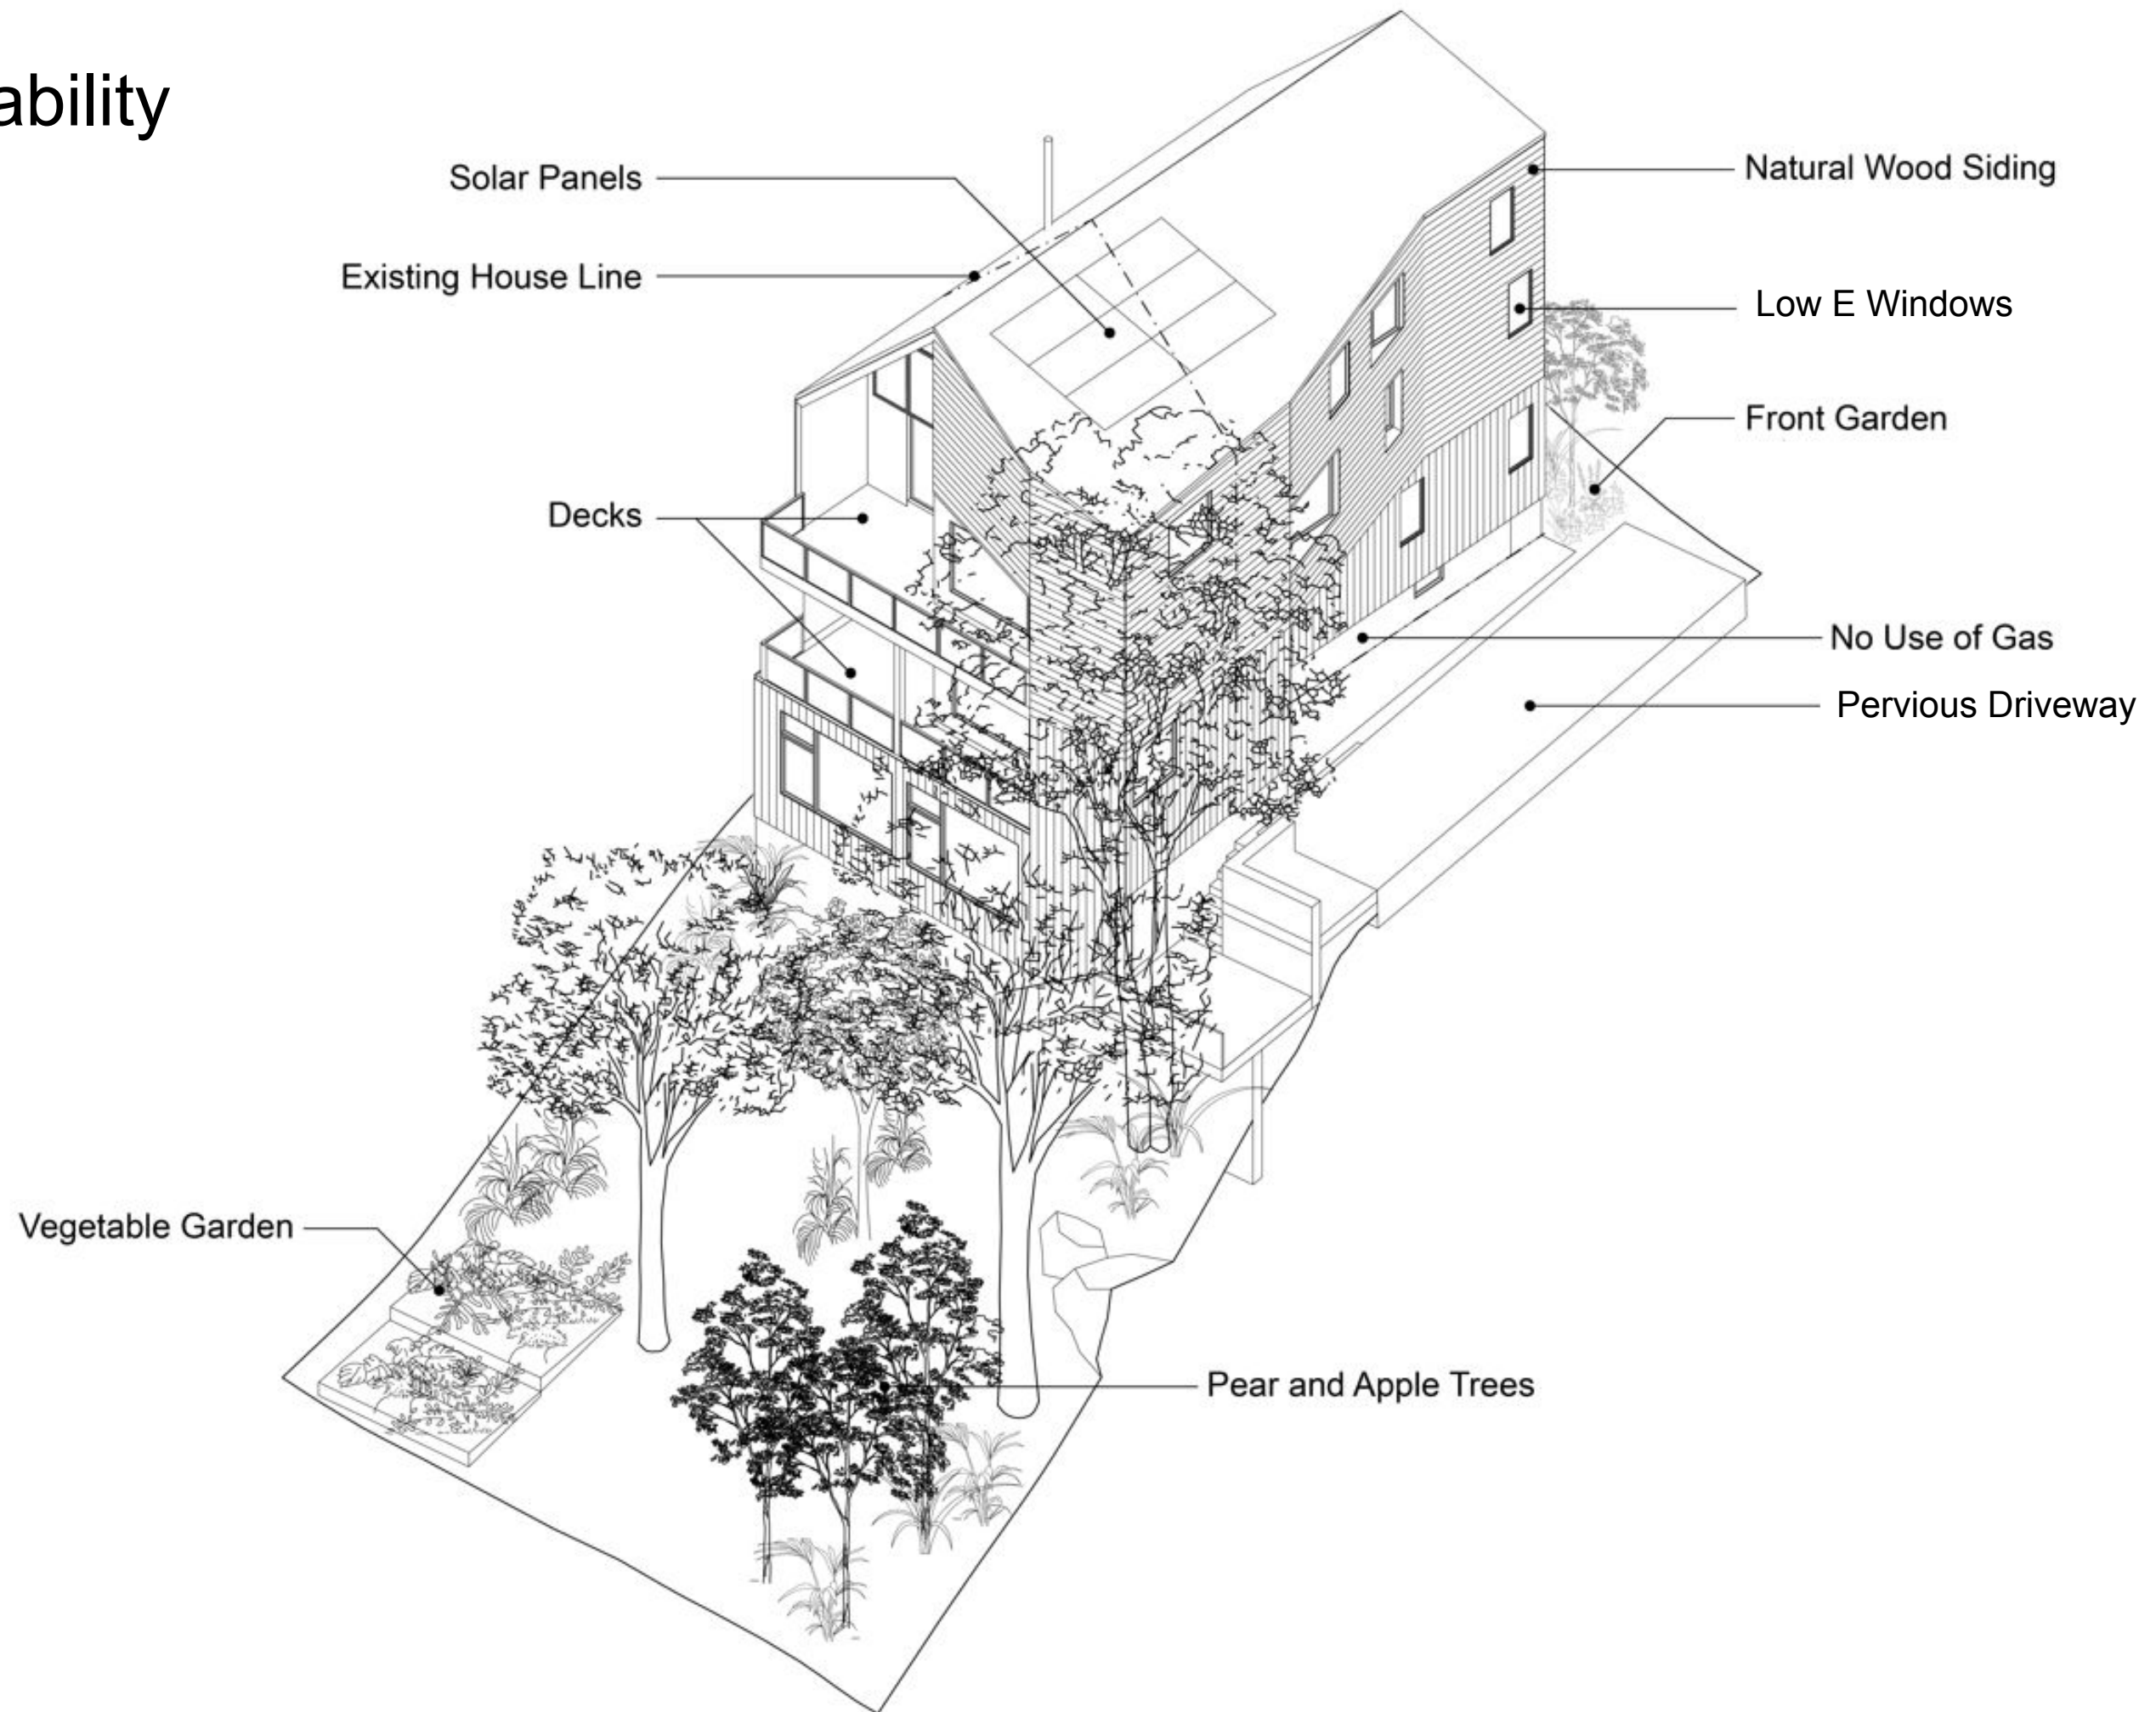 ability
Solar Panels
Natural Wood Siding
Existing House Line
Low E Windows
Front Garden
Decks
No Use of Gas
Pervious Driveway
Vegetable Garden
Pear and Apple Trees